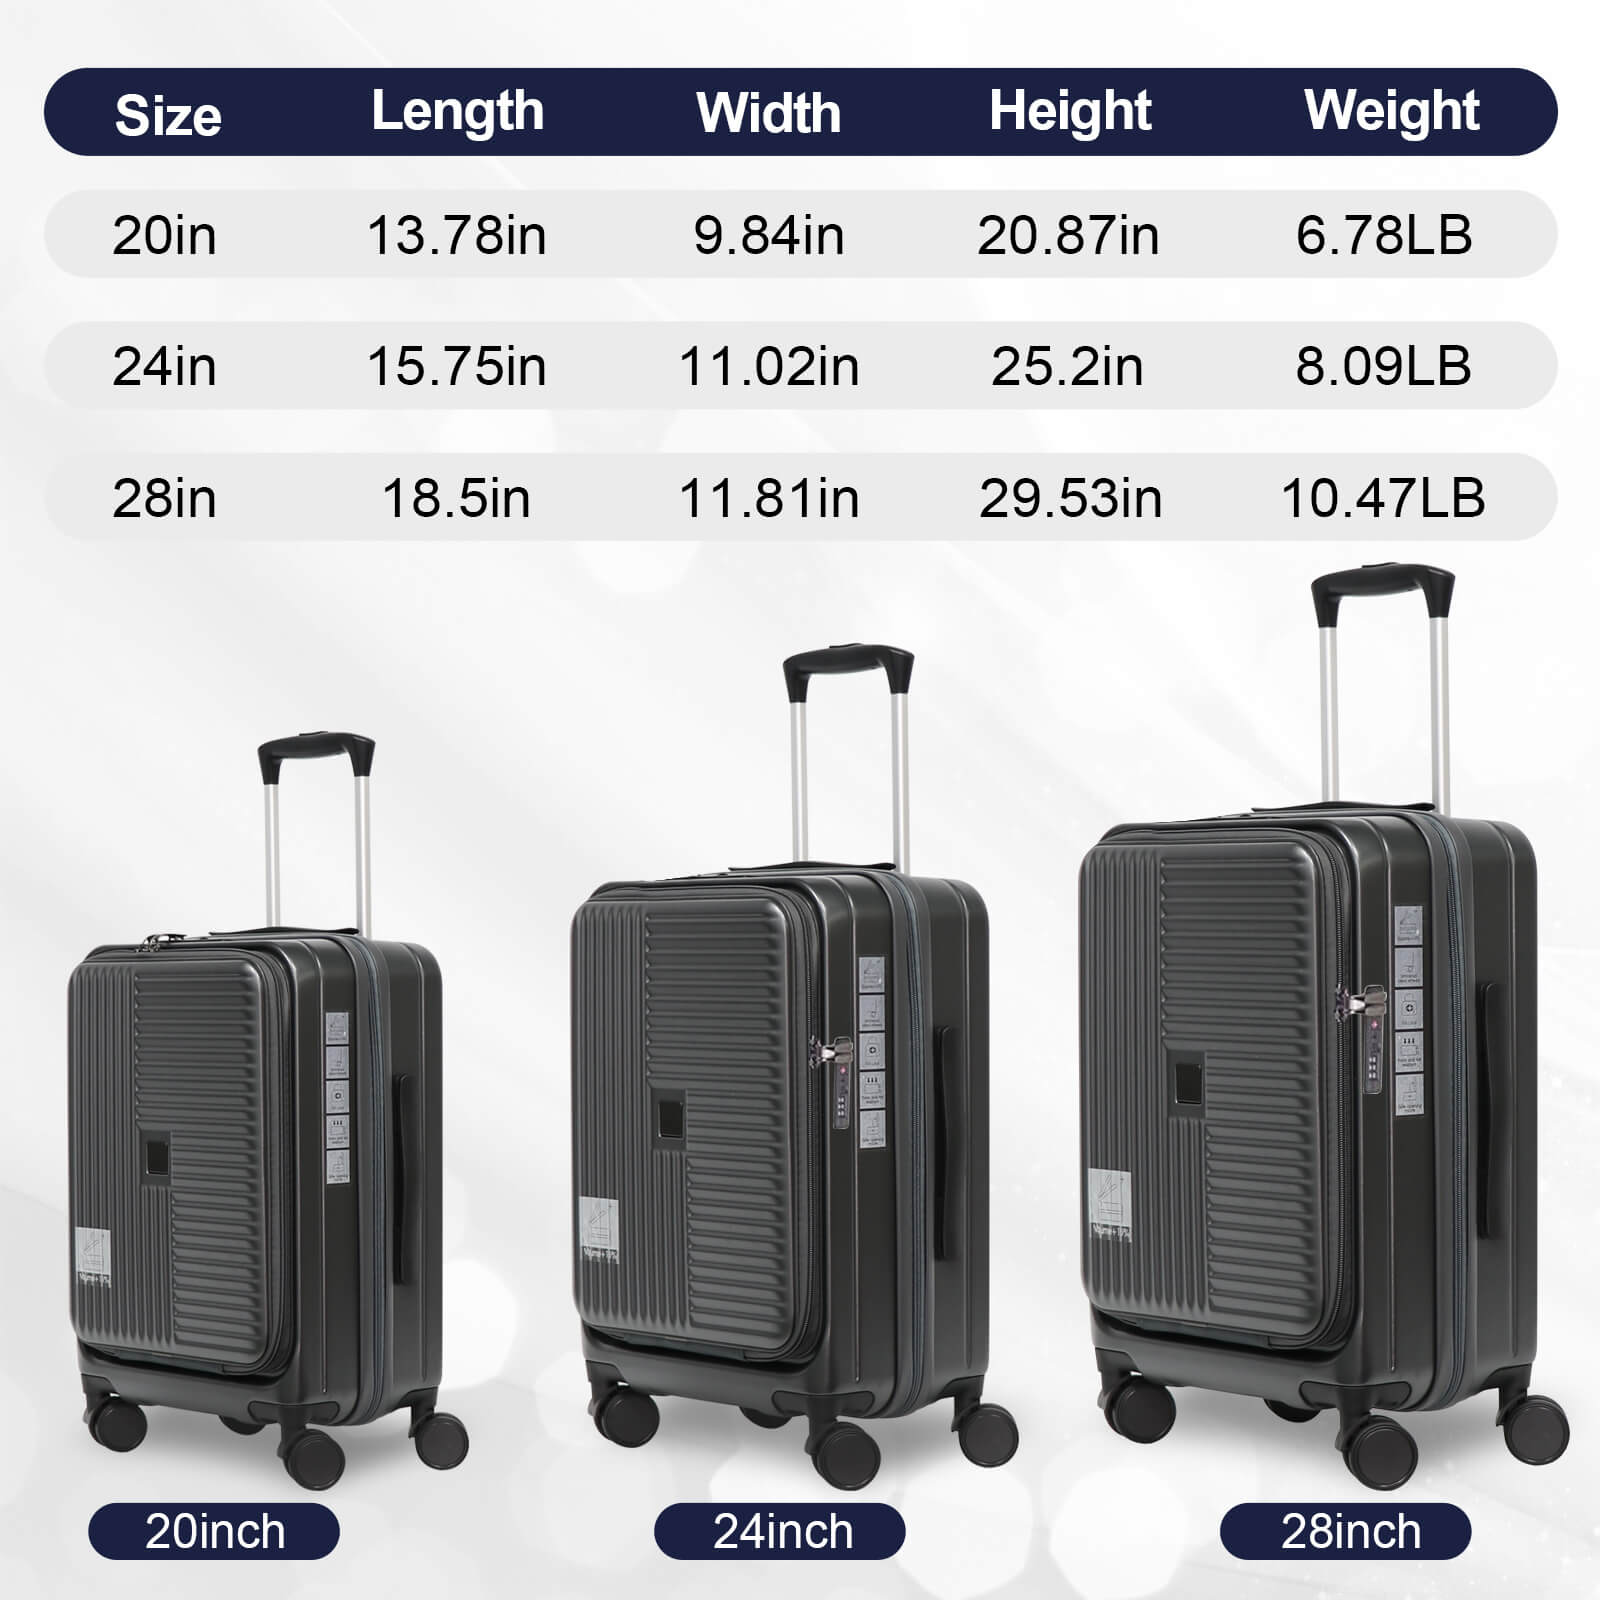 Size Length Width Height Weight
20in 13.78in 9.84in 20.87in 6.78LB
24in 15.75in 11.02in 25.2in 8.09LB
28in 18.5in 11.81in 29.53in 10.47LB
20inch 24inch 28inch